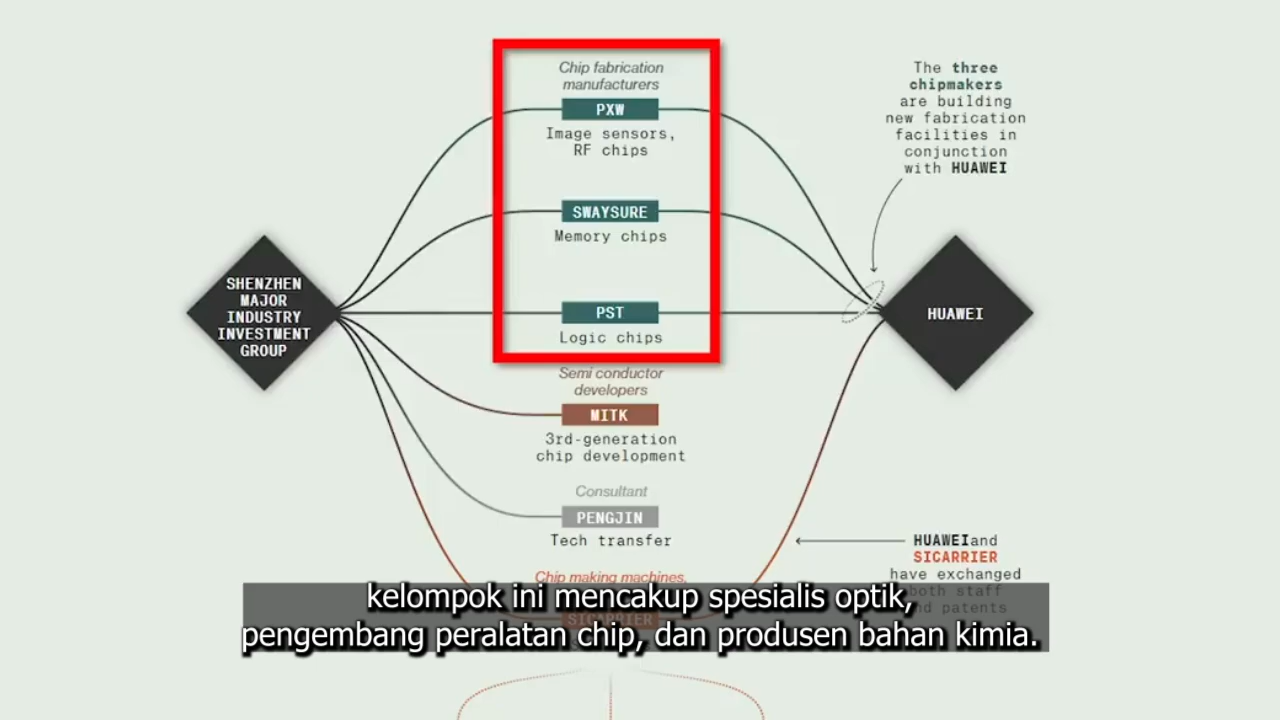 Chip fabrication
manufacturers
PXW
Image sensors,
RF chips
SWAYSURE
Memory chips
PST
Logic chips
Semi conductor
developers
MITK
3rd-generation
chip development
Consultant
PENGJIN
Tech transfer
Chip making machines,
SICARRIER
SHENZHEN
MAJOR
INDUSTRY
INVESTMENT
GROUP
HUAWEI
The three
chipmakers
are building
new fabrication
facilities in
conjunction
with HUAWEI
HUAWEIand
SICARRIER
have exchanged
both staff
and patents
kelompok ini mencakup spesialis optik,
pengembang peralatan chip, dan produsen bahan kimia.